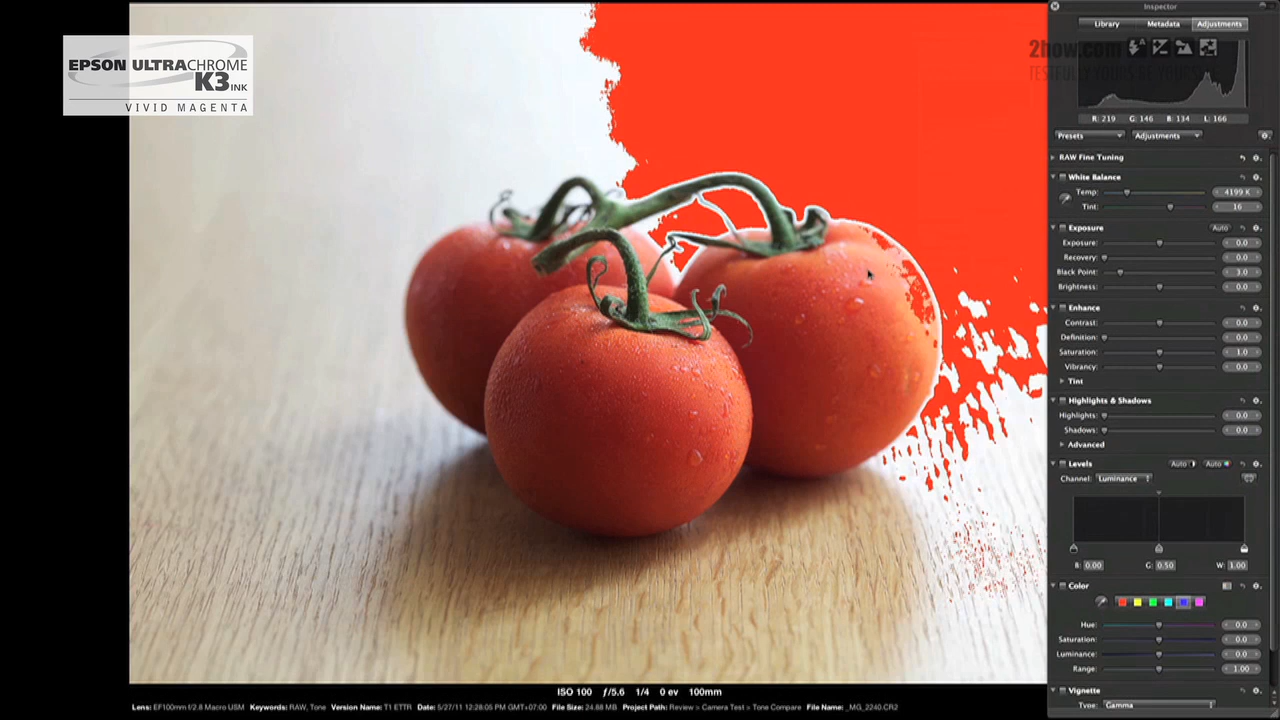 Inspector
Library Metadata Adjustments
2how.com
TESTFULLY YOURS BE YOURSELF
EPSON ULTRACHROME
K3 INK
VIVID MAGENTA
R: 219 G: 146 B: 134 L: 166
Presets Adjustments
RAW Fine Tuning
White Balance
Temp: 4199 K
Tint: 16
Exposure Auto
Exposure: 0.0
Recovery: 0.0
Black Point: 3.0
Brightness: 0.0
Enhance
Contrast: 0.0
Definition: 0.0
Saturation: 1.0
Vibrancy: 0.0
Tint
Highlights & Shadows
Highlights: 0.0
Shadows: 0.0
Advanced
Levels Auto Auto
Channel: Luminance
B: 0.00 G: 0.50 W: 1.00
Color
Hue: 0.0
Saturation: 0.0
Luminance: 0.0
Range: 1.00
Vignette
Type: Gamma
ISO 100 ƒ/5.6 1/4 0 ev 100mm
Lens: EF100mm f/2.8 Macro USM Keywords: RAW, Tone Version Name: T1 ETTR Date: 5/27/11 12:28:05 PM GMT+07:00 File Size: 24.88 MB Project Path: Review > Camera Test > Tone Compare File Name: _MG_2240.CR2